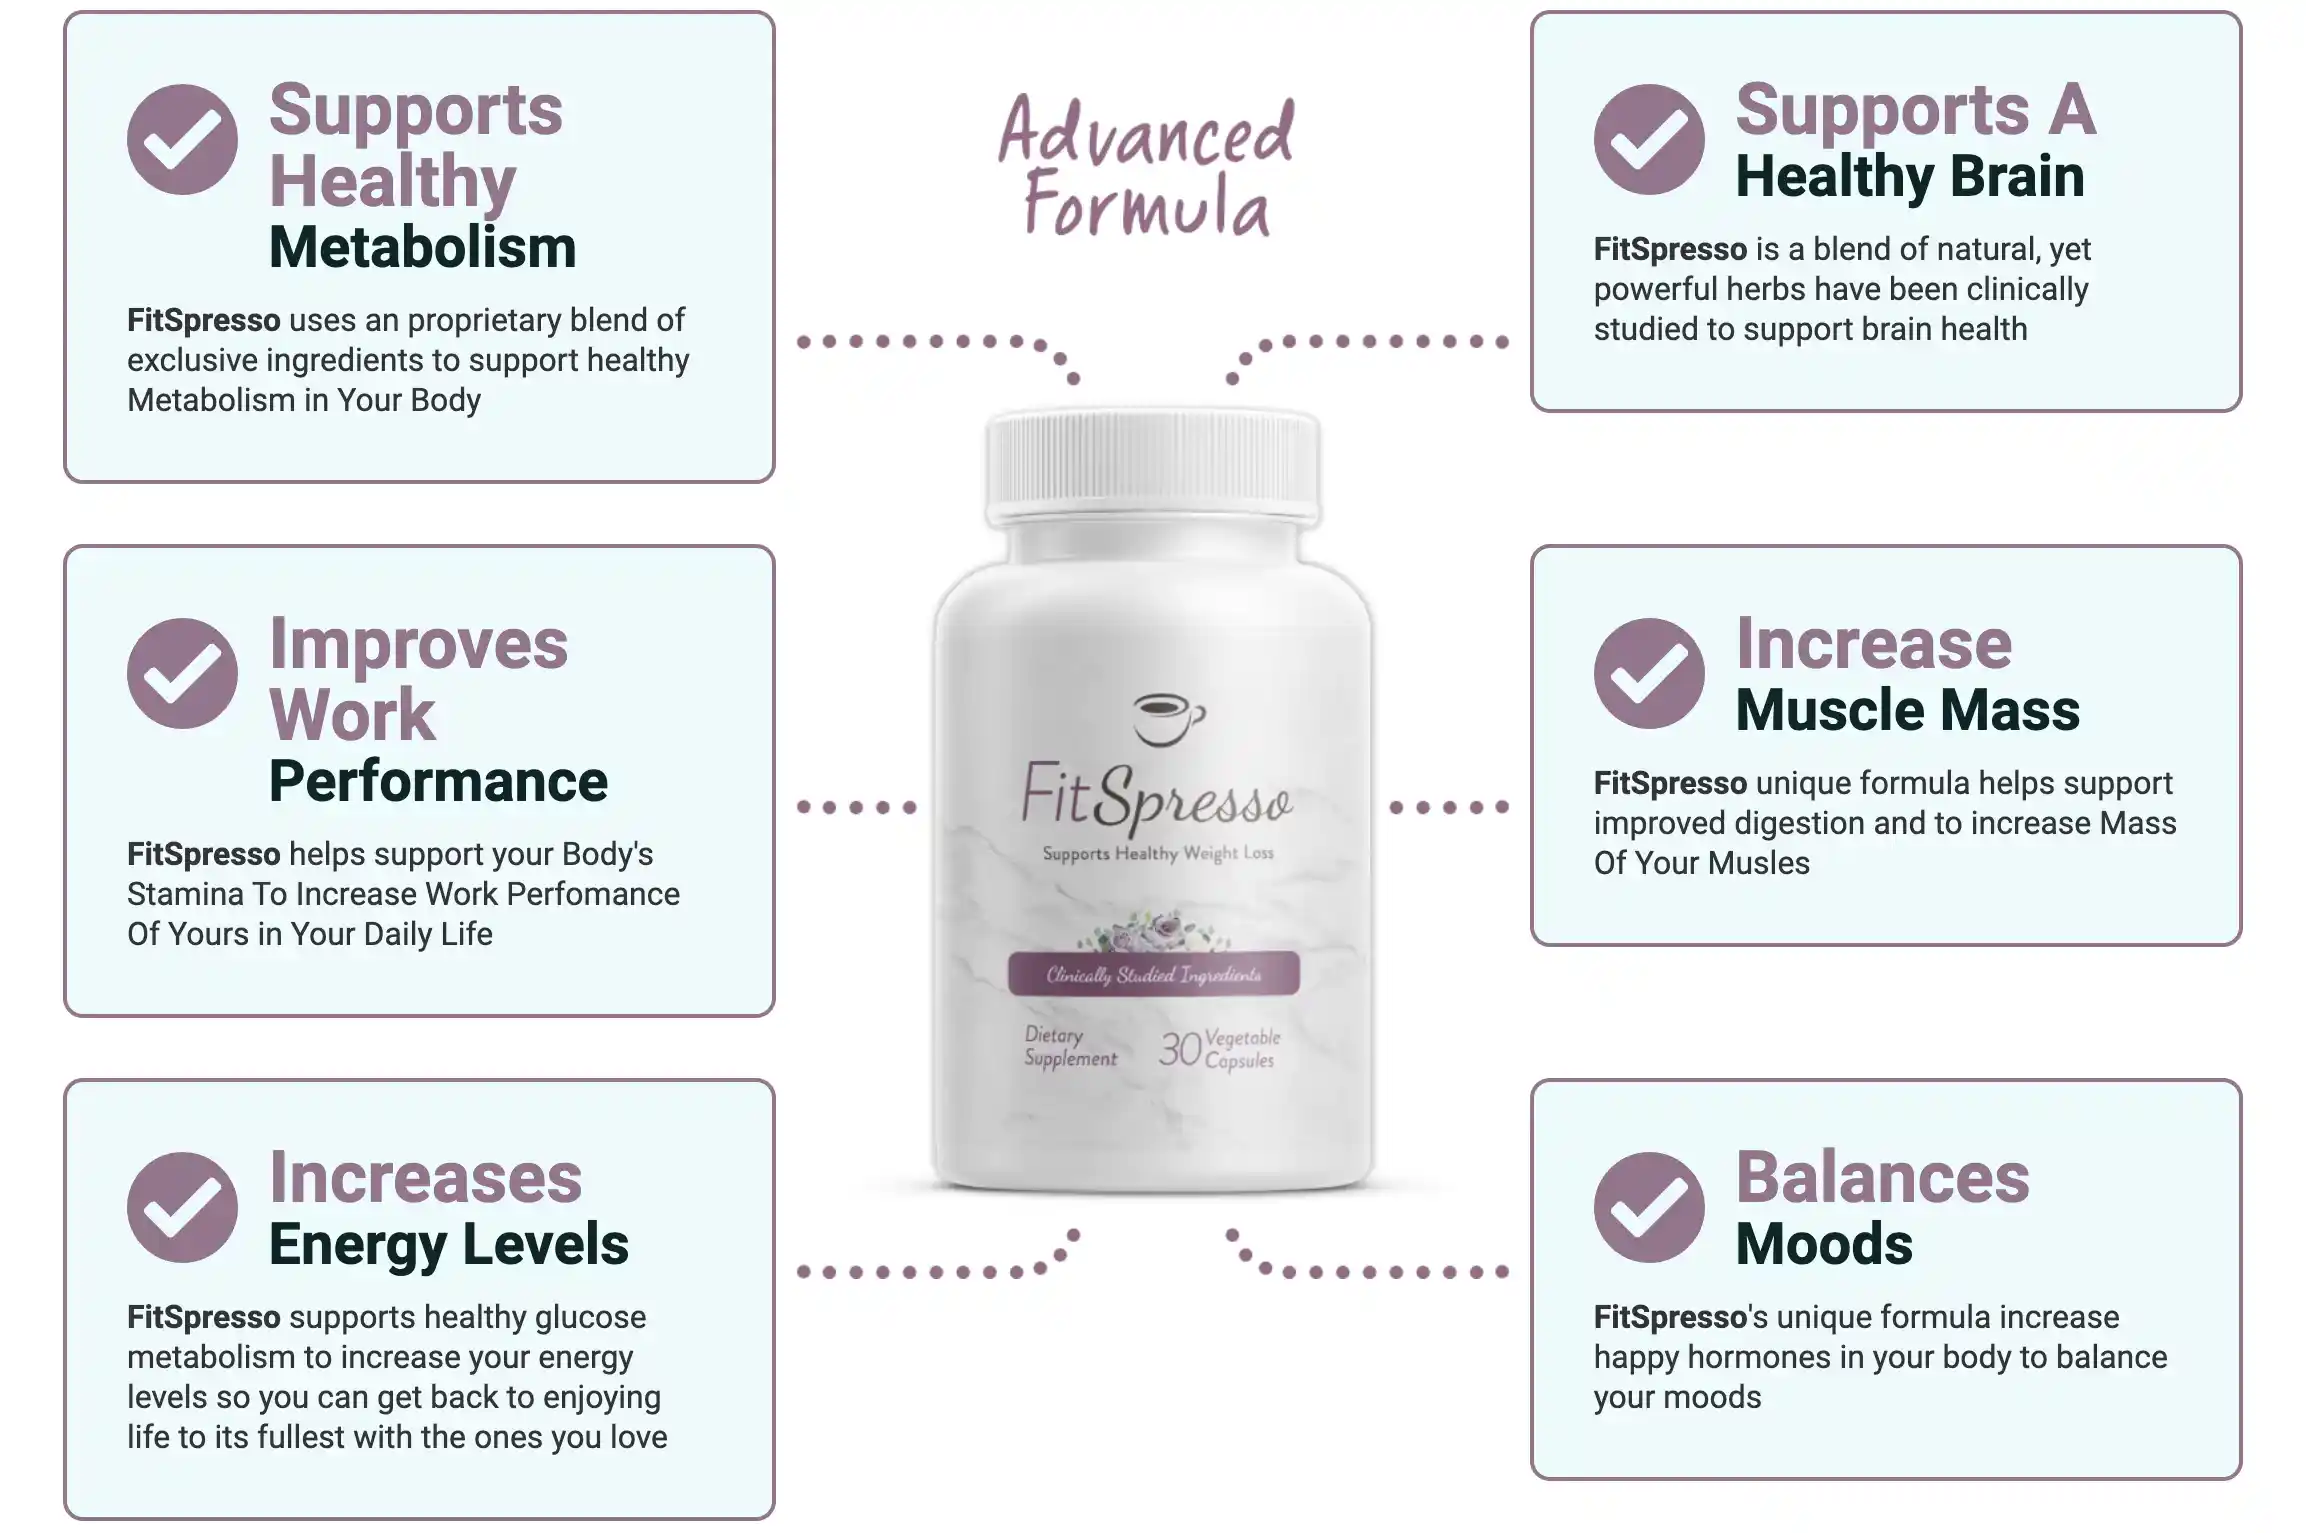 Supports
Healthy
Metabolism
FitSpresso uses an proprietary blend of
exclusive ingredients to support healthy
Metabolism in Your Body
Improves
Work
Performance
FitSpresso helps support your Body's
Stamina To Increase Work Perfomance
Of Yours in Your Daily Life
Increases
Energy Levels
FitSpresso supports healthy glucose
metabolism to increase your energy
levels so you can get back to enjoying
life to its fullest with the ones you love
Advanced
Formula
FitSpresso
Supports Healthy Weight Loss
Clinically Studied Ingredients
Dietary
Supplement
30 Vegetable
Capsules
Supports A
Healthy Brain
FitSpresso is a blend of natural, yet
powerful herbs have been clinically
studied to support brain health
Increase
Muscle Mass
FitSpresso unique formula helps support
improved digestion and to increase Mass
Of Your Musles
Balances
Moods
FitSpresso's unique formula increase
happy hormones in your body to balance
your moods